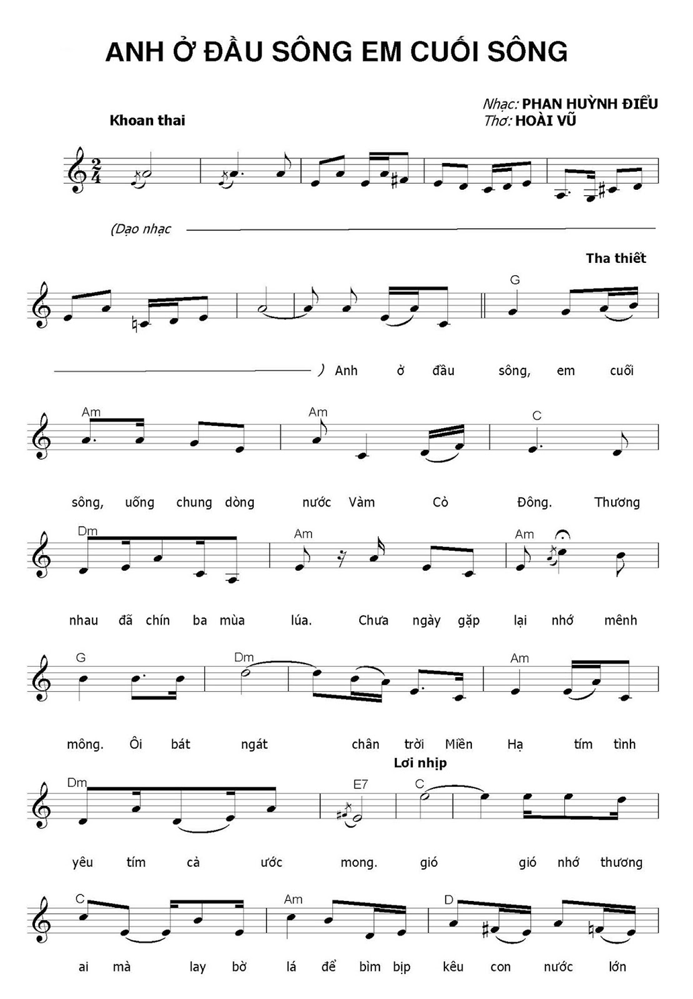 ANH Ở ĐẦU SÔNG EM CUỐI SÔNG
Nhạc: PHAN HUỲNH ĐIỂU
Khoan thai
Thơ: HOÀI VŨ
2
4
(Dạo nhạc
Tha thiết
G
) Anh ở đầu sông, em cuối
Am Am C
sông, uống chung dòng nước Vàm Cỏ Đông. Thương
Dm Am Am
nhau đã chín ba mùa lúa. Chưa ngày gặp lại nhớ mênh
G Dm Am
mông. Ôi bát ngát chân trời Miền Hạ tím tình
Lơi nhịp
Dm E7 C
yêu tím cả ước mong. gió gió nhớ thương
C Am D
ai mà lay bờ lá để bìm bịp kêu con nước lớn